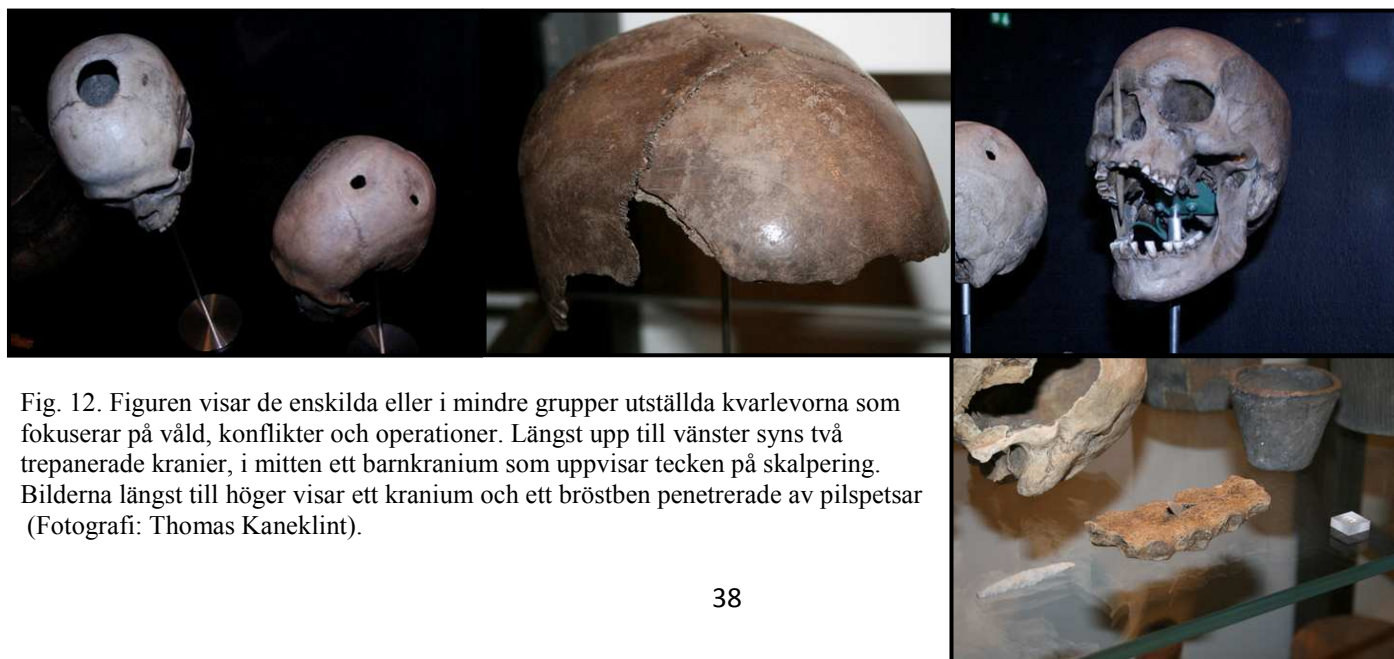 Fig. 12. Figuren visar de enskilda eller i mindre grupper utställda kvarlevorna som
fokuserar på våld, konflikter och operationer. Längst upp till vänster syns två
trepanerade kranier, i mitten ett barnkranium som uppvisar tecken på skalpering.
Bilderna längst till höger visar ett kranium och ett bröstben penetrerade av pilspetsar
(Fotografi: Thomas Kaneklint).
38